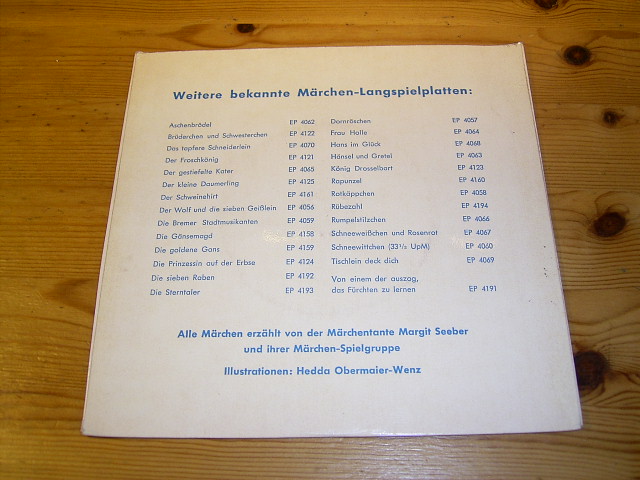 Weitere bekannte Märchen-Langspielplatten:
Aschenbrödel EP 4062
Brüderchen und Schwesterchen EP 4122
Das tapfere Schneiderlein EP 4070
Der Froschkönig EP 4121
Der gestiefelte Kater EP 4065
Der kleine Daumerling EP 4125
Der Schweinehirt EP 4161
Der Wolf und die sieben Geißlein EP 4056
Die Bremer Stadtmusikanten EP 4059
Die Gänsemagd EP 4158
Die goldene Gans EP 4159
Die Prinzessin auf der Erbse EP 4124
Die sieben Raben EP 4192
Die Sterntaler EP 4193
Dornröschen EP 4057
Frau Holle EP 4064
Hans im Glück EP 4068
Hänsel und Gretel EP 4063
König Drosselbart EP 4123
Rapunzel EP 4160
Rotkäppchen EP 4058
Rübezahl EP 4194
Rumpelstilzchen EP 4066
Schneeweißchen und Rosenrot EP 4067
Schneewittchen (33⅓ UpM) EP 4060
Tischlein deck dich EP 4069
Von einem der auszog,
das Fürchten zu lernen EP 4191
Alle Märchen erzählt von der Märchentante Margit Seeber
und ihrer Märchen-Spielgruppe
Illustrationen: Hedda Obermaier-Wenz